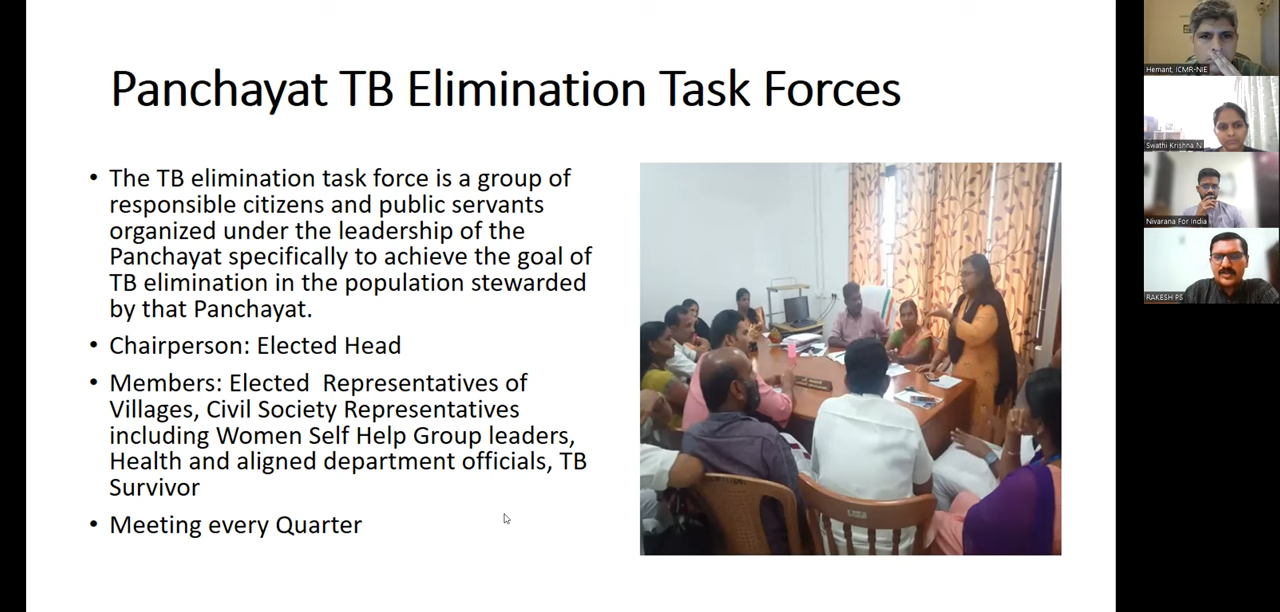 Panchayat TB Elimination Task Forces
• The TB elimination task force is a group of
responsible citizens and public servants
organized under the leadership of the
Panchayat specifically to achieve the goal of
TB elimination in the population stewarded
by that Panchayat.
• Chairperson: Elected Head
• Members: Elected  Representatives of
Villages, Civil Society Representatives
including Women Self Help Group leaders,
Health and aligned department officials, TB
Survivor
• Meeting every Quarter
Hemant, ICMR-NIE
Swathi Krishna N
Nivarana For India
RAKESH PS